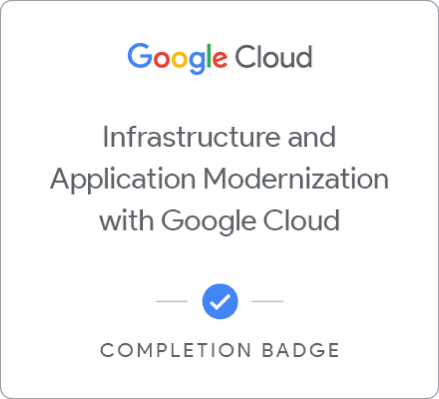 Google Cloud
Infrastructure and
Application Modernization
with Google Cloud
COMPLETION BADGE